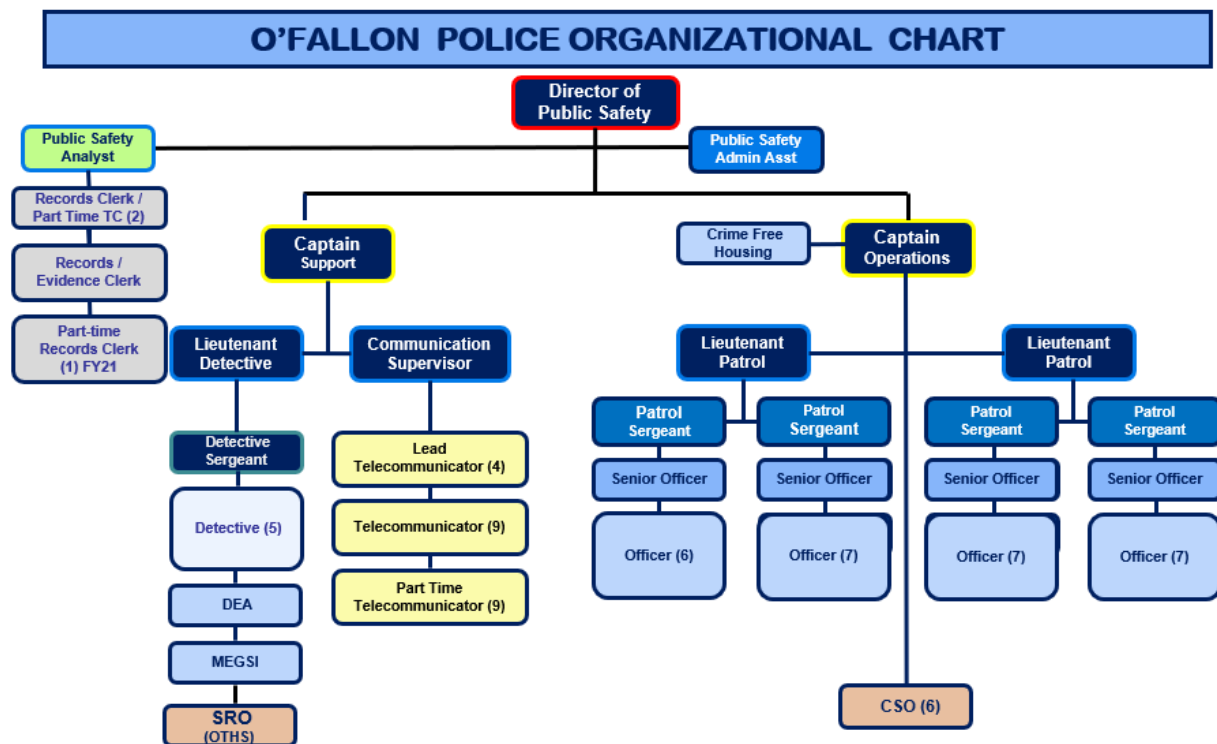 O'FALLON POLICE ORGANIZATIONAL CHART
Director of
Public Safety
Public Safety
Analyst
Public Safety
Admin Asst
Records Clerk /
Part Time TC (2)
Records /
Evidence Clerk
Part-time
Records Clerk
(1) FY21
Captain
Support
Crime Free
Housing
Captain
Operations
Lieutenant
Detective
Communication
Supervisor
Lieutenant
Patrol
Lieutenant
Patrol
Detective
Sergeant
Detective (5)
DEA
MEGSI
SRO
(OTHS)
Lead
Telecommunicator (4)
Telecommunicator (9)
Part Time
Telecommunicator (9)
Patrol
Sergeant
Patrol
Sergeant
Patrol
Sergeant
Patrol
Sergeant
Senior Officer
Senior Officer
Senior Officer
Senior Officer
Officer (6)
Officer (7)
Officer (7)
Officer (7)
CSO (6)